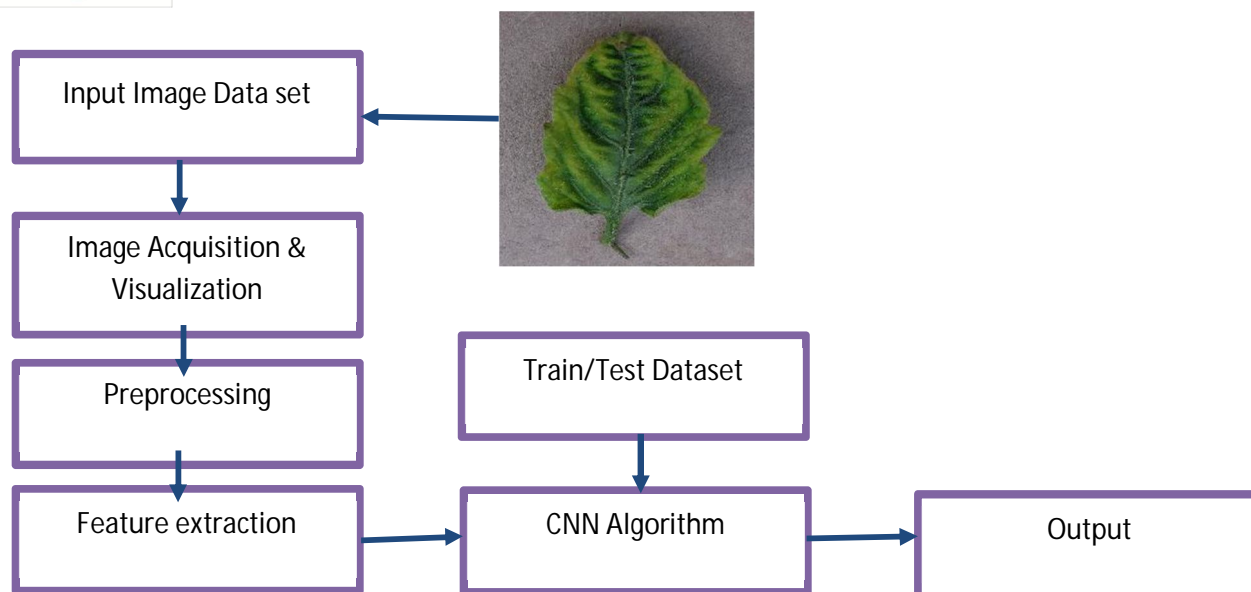 Input Image Data set
Image Acquisition &
Visualization
Preprocessing
Feature extraction
Train/Test Dataset
CNN Algorithm
Output